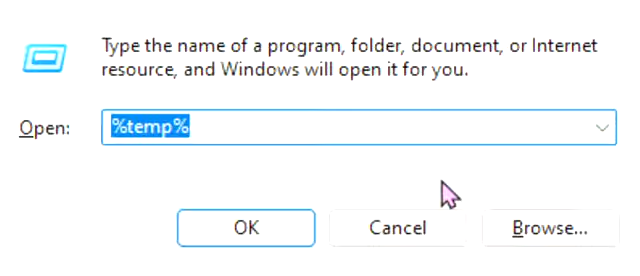 Type the name of a program, folder, document, or Internet
resource, and Windows will open it for you.
Open: %temp%
OK Cancel Browse...